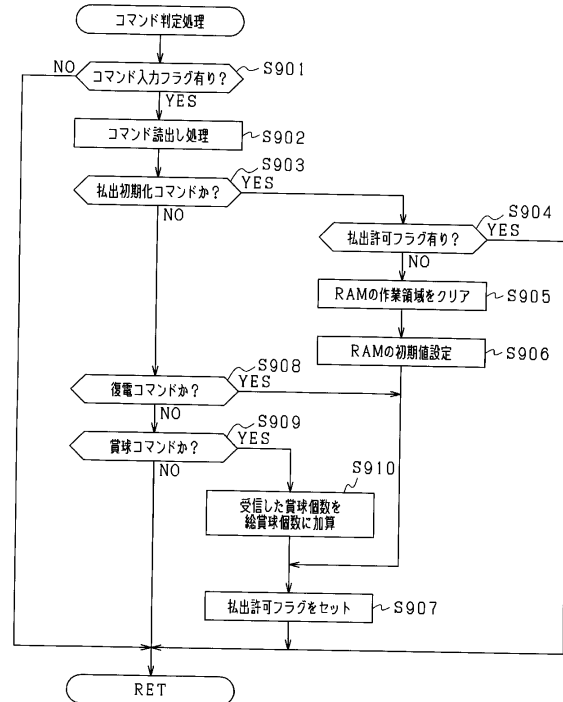 コマンド判定処理
NO
コマンド入力フラグ有り?
S901
YES
コマンド読出し処理
S902
S903
払出初期化コマンドか?
YES
NO
S904
払出許可フラグ有り?
YES
NO
RAMの作業領域をクリア
S905
RAMの初期値設定
S906
S908
復電コマンドか?
YES
NO
S909
賞球コマンドか?
YES
NO
S910
受信した賞球個数を
総賞球個数に加算
払出許可フラグをセット
S907
RET